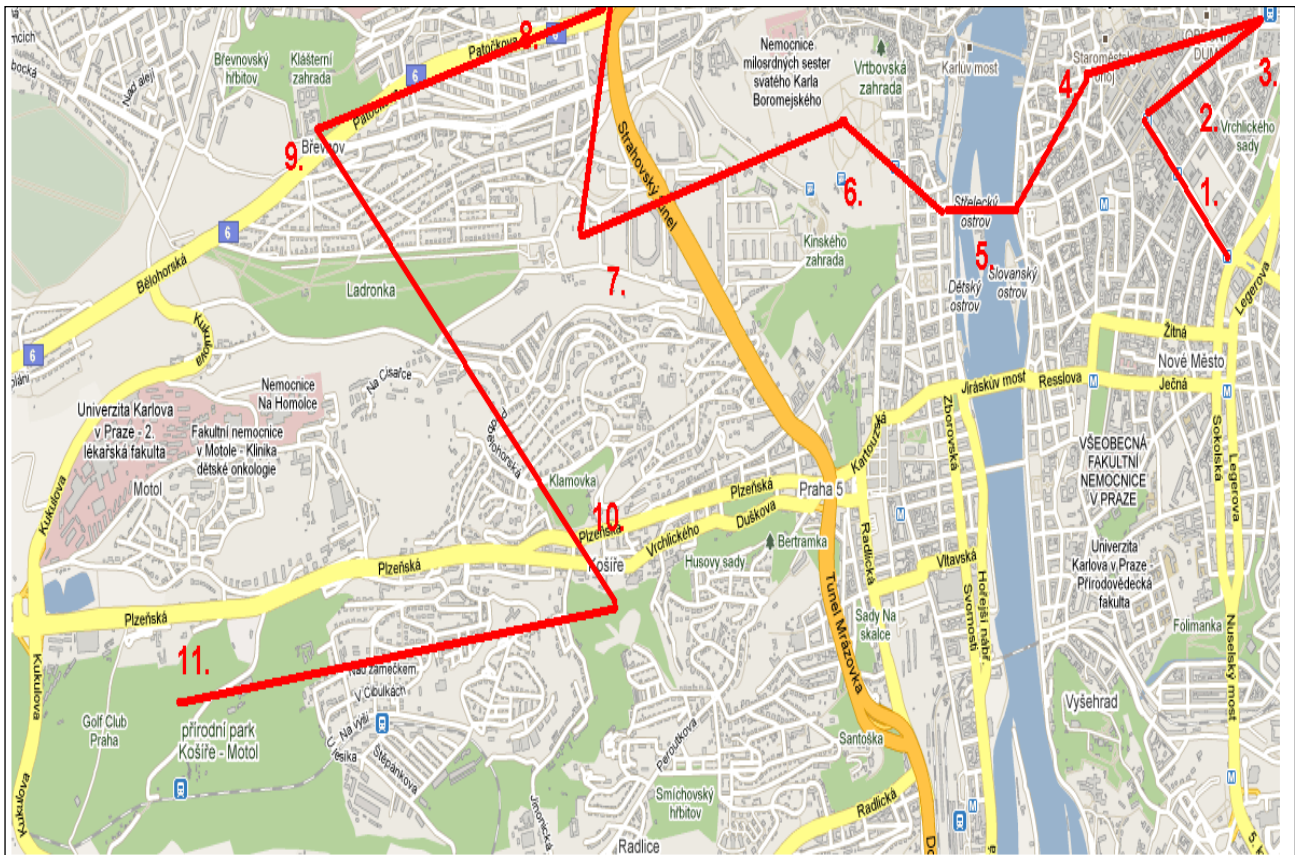 Nad alejí
Břevnovský
hřbitov
Klášterní
zahrada
6
Patočkova
8.
Nemocnice
milosrdných sester
svatého Karla
Boromejského
Vrtbovská
zahrada
Karlův most
4.
3.
2.
Vrchlického
sady
1.
9.
Břevnov
6
Bělohorská
Ladronka
Strahovský tunel
7.
6.
Kinského
zahrada
Střelecký
ostrov
5.
Slovanský
ostrov
Dětský
ostrov
M
Legerova
Žitná
Nové Město
Ječná
M
Jiráskův most
Resslova
6
Kukulova
Na Cisařce
Nemocnice
Na Homolce
Univerzita Karlova
v Praze - 2.
lékařská fakulta
Fakultní nemocnice
v Motole - Klinika
dětské onkologie
Motol
Kukulova
Klamovka
10.
Plzeňská
Plzeňská
Praha 5
Kartouzská
Zborovská
VŠEOBECNÁ
FAKULTNÍ
NEMOCNICE
V PRAZE
Sokolská
Legerova
Vrchlického
Duškova
Bertramka
Košíře
Husovy sady
Radlická
Vltavská
Plzeňská
Plzeňská
Tunel Mrázovka
Sady Na
skalce
Svornosti
Hořejší nábř...
Univerzita
Karlova v Praze -
Přírodovědecká
fakulta
Folimanka
Nuselský most
Vyšehrad
11.
Kukulova
Golf Club
Praha
přírodní park
Košíře - Motol
V Cibulkách
Na Výši
Štěpánkova
Peroutkova
Santoška
Smíchovský
hřbitov
Radlická
Jinonická
Radlice
Kukulova
M